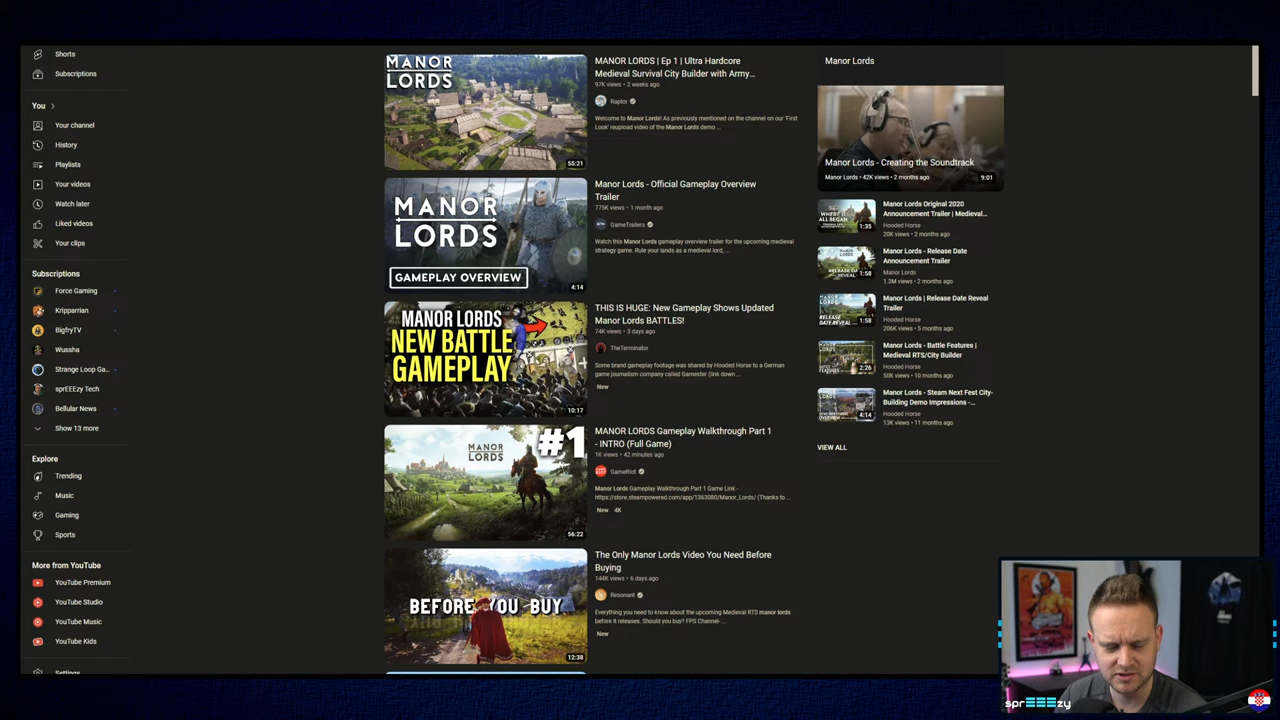 Shorts
Subscriptions
You
Your channel
History
Playlists
Your videos
Watch later
Liked videos
Your clips
Subscriptions
Force Gaming
Kripparrian
BigfryTV
Wussha
Strange Loop Ga...
sprEEEzy Tech
Bellular News
Show 13 more
Explore
Trending
Music
Gaming
Sports
More from YouTube
YouTube Premium
YouTube Studio
YouTube Music
YouTube Kids
Settings
MANOR
LORDS
55:21
MANOR LORDS | Ep 1 | Ultra Hardcore
Medieval Survival City Builder with Army...
97K views • 2 weeks ago
Raptor
Welcome to Manor Lords! As previously mentioned on the channel on our 'First
Look' reupload video of the Manor Lords demo ...
MANOR
LORDS
GAMEPLAY OVERVIEW
4:14
Manor Lords - Official Gameplay Overview
Trailer
775K views • 1 month ago
GameTrailers
Watch this Manor Lords gameplay overview trailer for the upcoming medieval
strategy game. Rule your lands as a medieval lord, ...
MANOR LORDS
NEW BATTLE
GAMEPLAY
10:17
THIS IS HUGE: New Gameplay Shows Updated
Manor Lords BATTLES!
74K views • 3 days ago
TheTerminator
Some brand gameplay footage was shared by Hooded Horse to a German
game journalism company called Gamester (link down ...
New
MANOR
LORDS
#1
56:22
MANOR LORDS Gameplay Walkthrough Part 1
- INTRO (Full Game)
1K views • 42 minutes ago
GameRiot
Manor Lords Gameplay Walkthrough Part 1 Game Link -
https://store.steampowered.com/app/1363080/Manor_Lords/ (Thanks to ...
New 4K
BEFORE YOU BUY
12:38
The Only Manor Lords Video You Need Before
Buying
144K views • 6 days ago
Resonant
Everything you need to know about the upcoming Medieval RTS manor lords
before it releases. Should you buy? FPS Channel- ...
New
Manor Lords
Manor Lords - Creating the Soundtrack
Manor Lords • 42K views • 2 months ago
9:01
WHERE IT
ALL BEGAN
1:35
Manor Lords Original 2020
Announcement Trailer | Medieval...
Hooded Horse
20K views • 2 months ago
1:58
Manor Lords - Release Date
Announcement Trailer
Manor Lords
1.3M views • 2 months ago
RELEASE
DATE REVEAL
1:58
Manor Lords | Release Date Reveal
Trailer
Hooded Horse
206K views • 5 months ago
2:26
Manor Lords - Battle Features |
Medieval RTS/City Builder
Hooded Horse
50K views • 10 months ago
4:14
Manor Lords - Steam Next Fest City-
Building Demo Impressions -...
Hooded Horse
13K views • 11 months ago
VIEW ALL
sprEEEzy